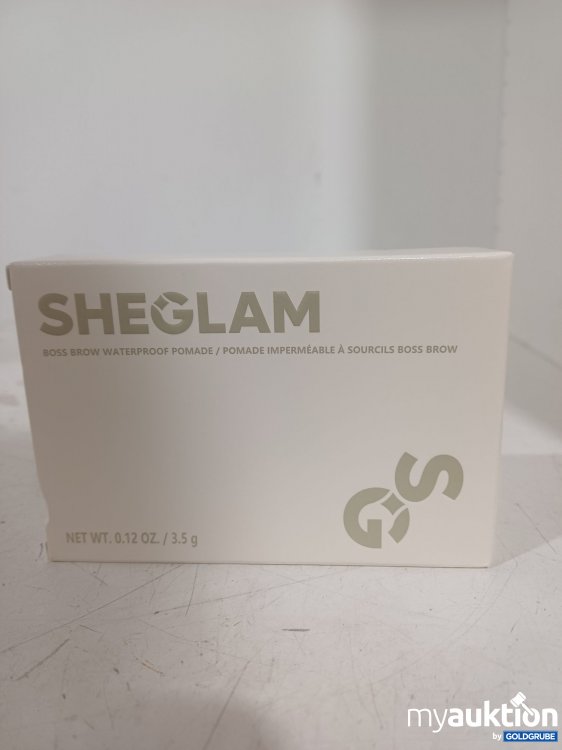 SHEGLAM
BOSS BROW WATERPROOF POMADE / POMADE IMPERMÉABLE À SOURCILS BOSS BROW
GS
NET WT. 0.12 OZ. / 3.5 g
myauktion
by GOLDGRUBE